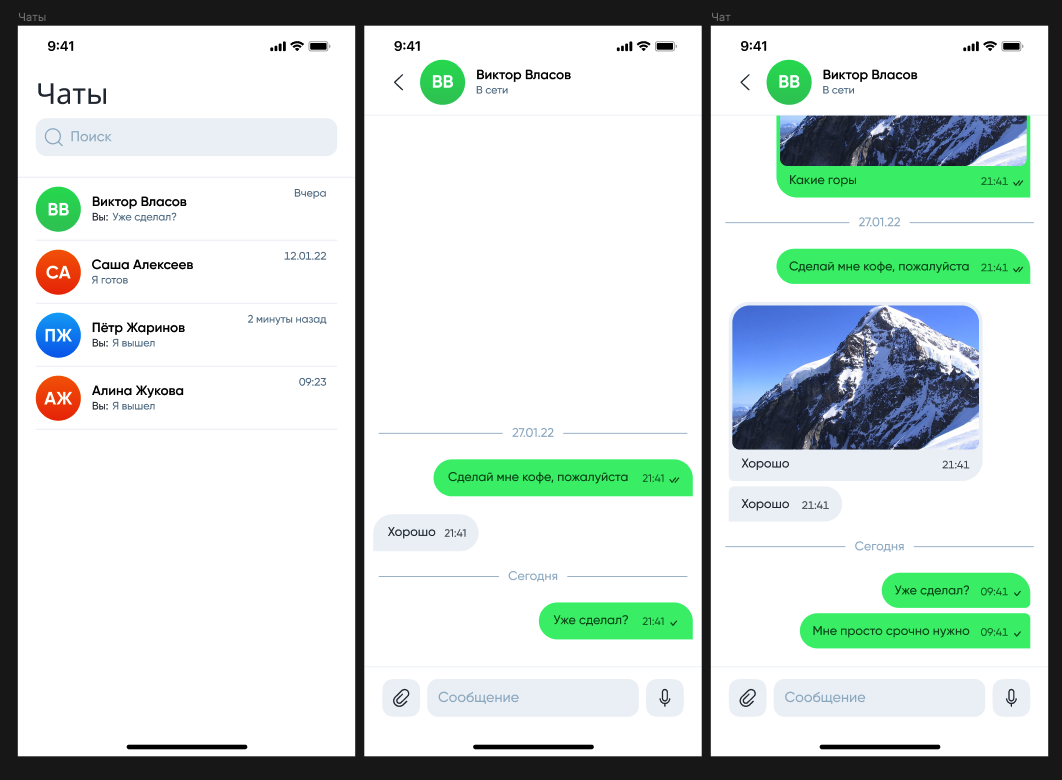 Чаты
9:41
Чаты
Поиск
ВВ
Виктор Власов
Вчера
Вы: Уже сделал?
СА
Саша Алексеев
12.01.22
Я готов
ПЖ
Пётр Жаринов
2 минуты назад
Вы: Я вышел
АЖ
Алина Жукова
09:23
Вы: Я вышел
9:41
ВВ
Виктор Власов
В сети
27.01.22
Сделай мне кофе, пожалуйста 21:41
Хорошо 21:41
Сегодня
Уже сделал? 21:41
Сообщение
Чат
9:41
ВВ
Виктор Власов
В сети
Какие горы 21:41
27.01.22
Сделай мне кофе, пожалуйста 21:41
Хорошо 21:41
Хорошо 21:41
Сегодня
Уже сделал? 09:41
Мне просто срочно нужно 09:41
Сообщение